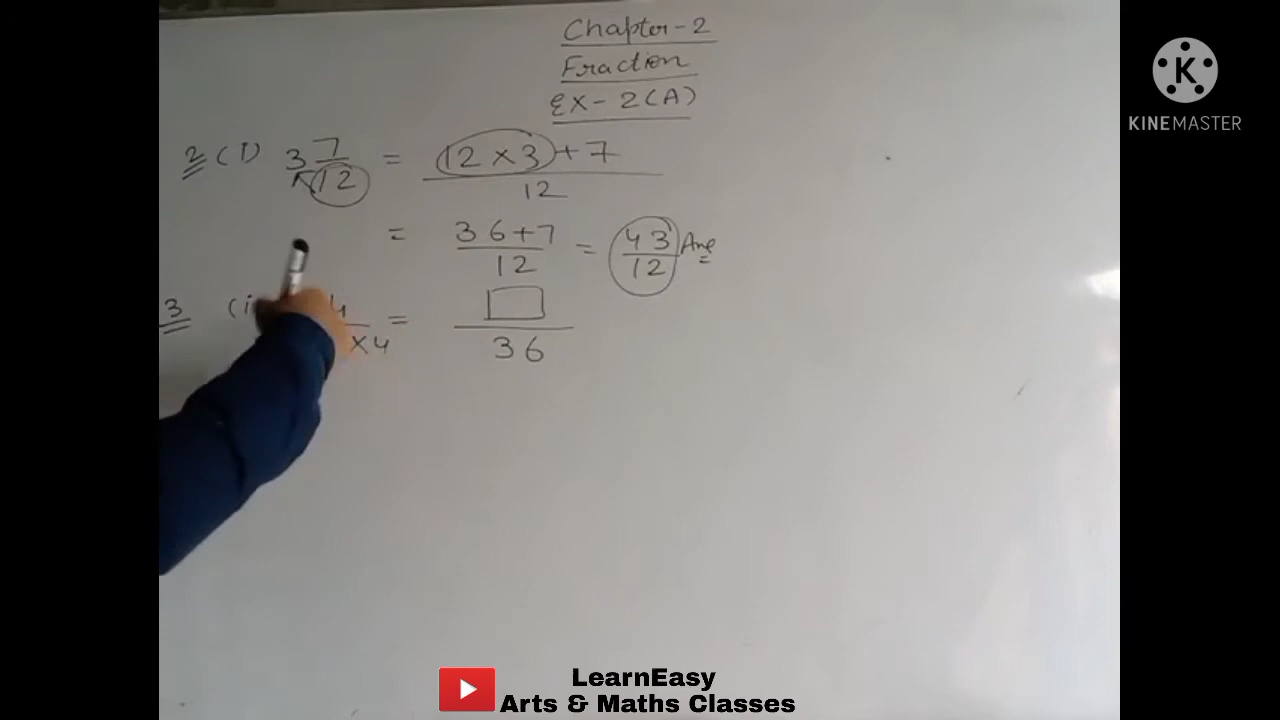 Chapter-2
Fraction
Ex-2(A)
KINEMASTER
2 (1) 3 7/12 = 12 × 3 + 7 / 12
= 36+7 / 12 = 43/12 Ans
3 4 / ×4 = □ / 36
LearnEasy
Arts & Maths Classes